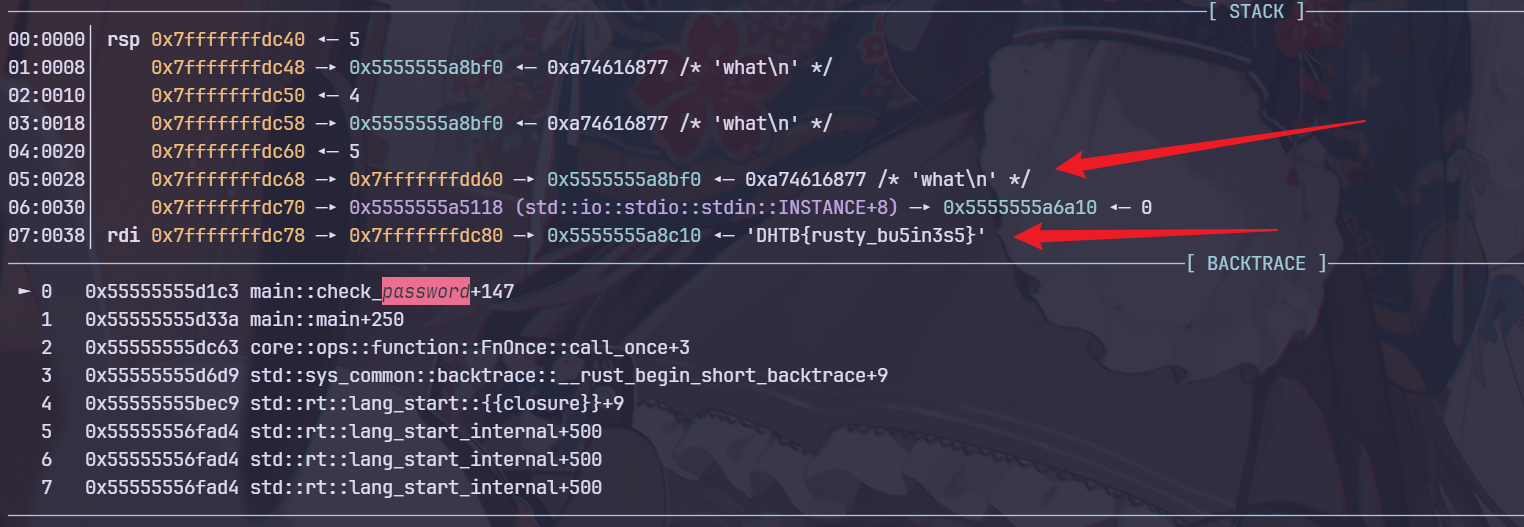 [ STACK ]
00:0000│ rsp 0x7fffffffdc40 ◂— 5
01:0008│     0x7fffffffdc48 —▸ 0x5555555a8bf0 ◂— 0xa74616877 /* 'what\n' */
02:0010│     0x7fffffffdc50 ◂— 4
03:0018│     0x7fffffffdc58 —▸ 0x5555555a8bf0 ◂— 0xa74616877 /* 'what\n' */
04:0020│     0x7fffffffdc60 ◂— 5
05:0028│     0x7fffffffdc68 —▸ 0x7fffffffdd60 —▸ 0x5555555a8bf0 ◂— 0xa74616877 /* 'what\n' */
06:0030│     0x7fffffffdc70 —▸ 0x5555555a5118 (std::io::stdio::stdin::INSTANCE+8) —▸ 0x5555555a6a10 ◂— 0
07:0038│ rdi 0x7fffffffdc78 —▸ 0x7fffffffdc80 —▸ 0x5555555a8c10 ◂— 'DHTB{rusty_bu5in3s5}'
[ BACKTRACE ]
► 0   0x55555555d1c3 main::check_password+147
1   0x55555555d33a main::main+250
2   0x55555555dc63 core::ops::function::FnOnce::call_once+3
3   0x55555555d6d9 std::sys_common::backtrace::__rust_begin_short_backtrace+9
4   0x55555555bec9 std::rt::lang_start::{{closure}}+9
5   0x55555556fad4 std::rt::lang_start_internal+500
6   0x55555556fad4 std::rt::lang_start_internal+500
7   0x55555556fad4 std::rt::lang_start_internal+500